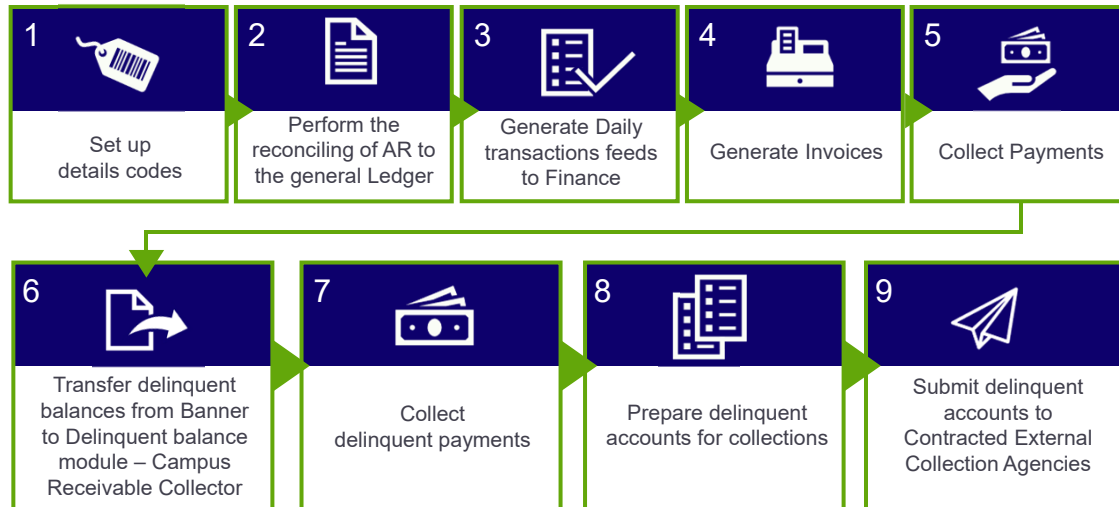 1
Set up
details codes
2
Perform the
reconciling of AR to
the general Ledger
3
Generate Daily
transactions feeds
to Finance
4
Generate Invoices
5
Collect Payments
6
Transfer delinquent
balances from Banner
to Delinquent balance
module – Campus
Receivable Collector
7
Collect
delinquent payments
8
Prepare delinquent
accounts for collections
9
Submit delinquent
accounts to
Contracted External
Collection Agencies